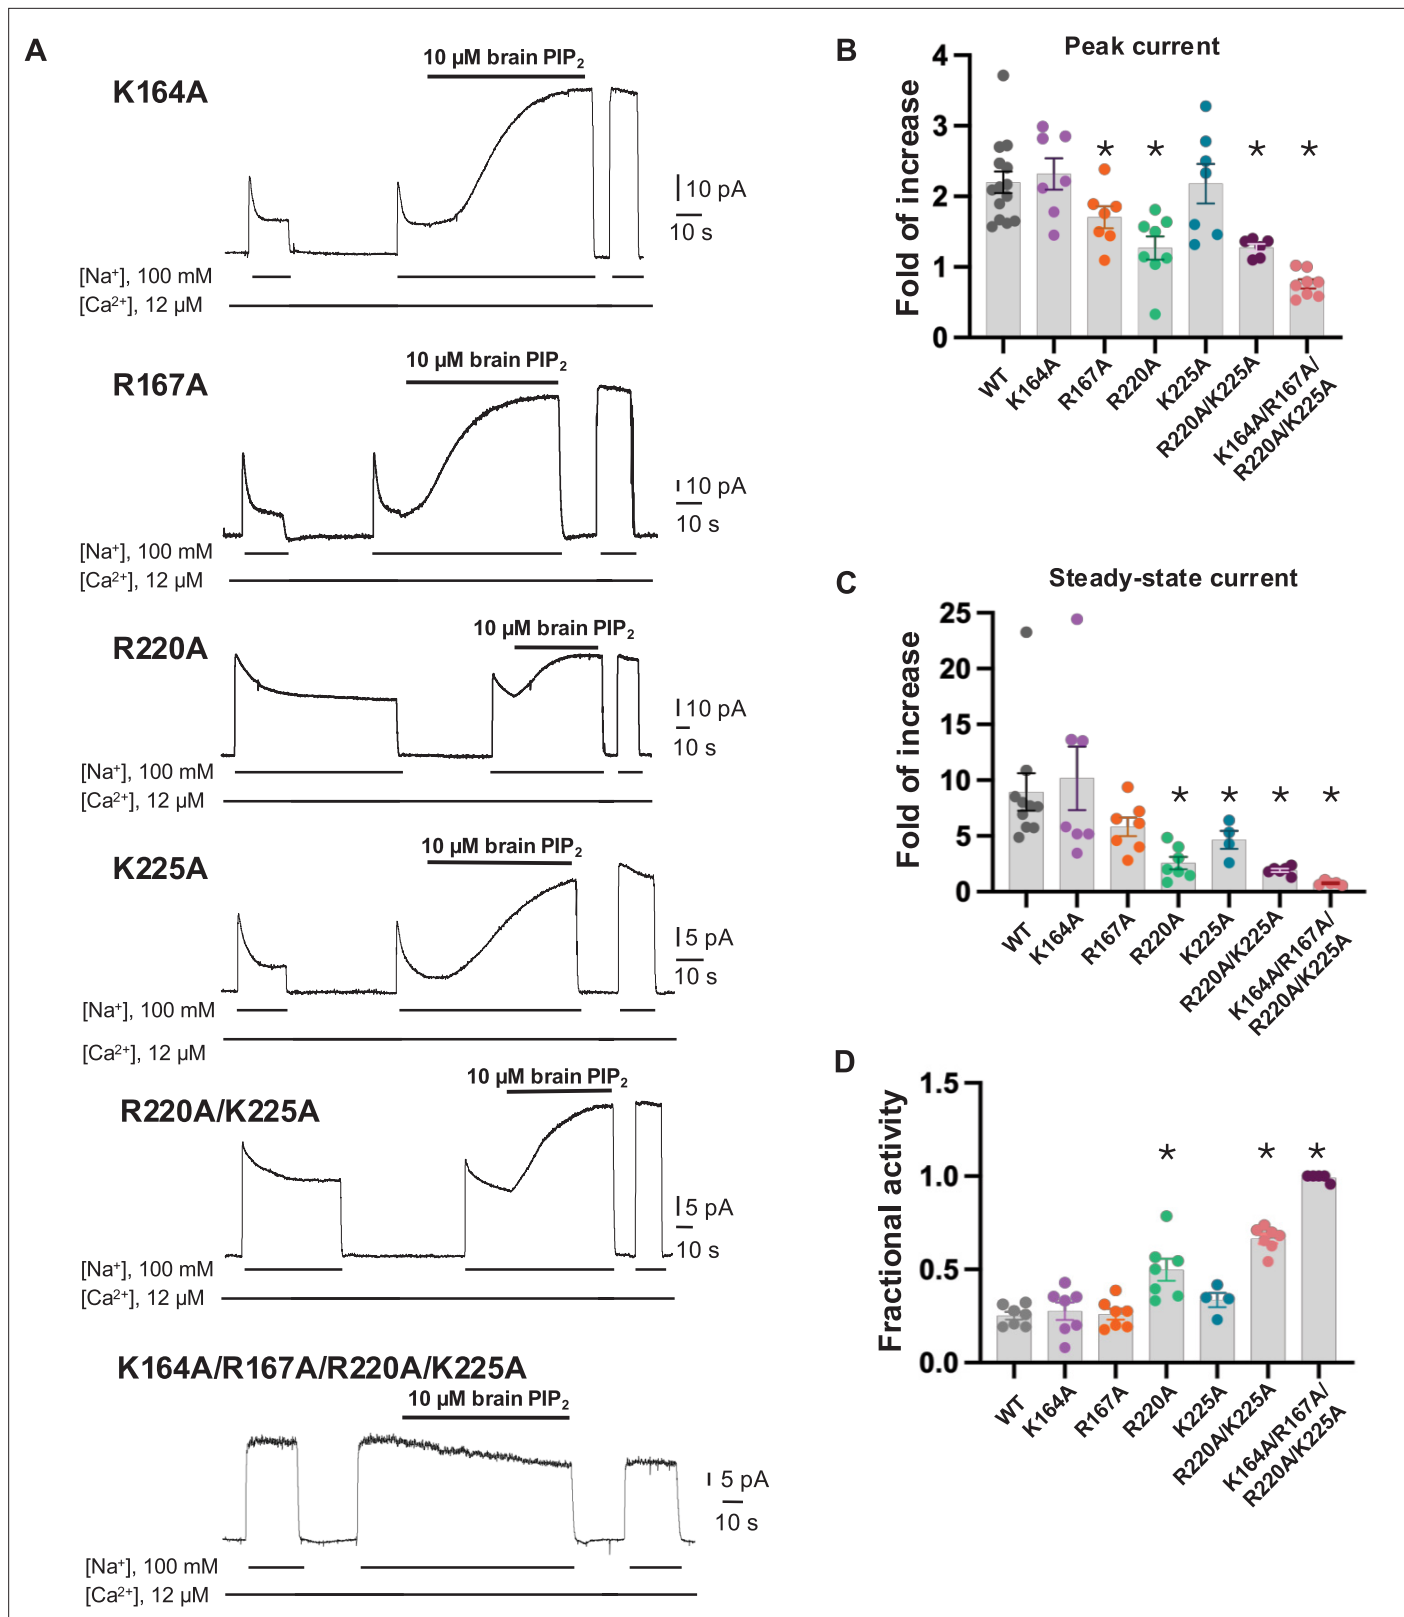 A
K164A
10 µM brain PIP₂
10 pA
10 s
[Na⁺], 100 mM
[Ca²⁺], 12 µM
R167A
10 µM brain PIP₂
10 pA
10 s
[Na⁺], 100 mM
[Ca²⁺], 12 µM
R220A
10 µM brain PIP₂
10 pA
10 s
[Na⁺], 100 mM
[Ca²⁺], 12 µM
K225A
10 µM brain PIP₂
5 pA
10 s
[Na⁺], 100 mM
[Ca²⁺], 12 µM
R220A/K225A
10 µM brain PIP₂
5 pA
10 s
[Na⁺], 100 mM
[Ca²⁺], 12 µM
K164A/R167A/R220A/K225A
10 µM brain PIP₂
5 pA
10 s
[Na⁺], 100 mM
[Ca²⁺], 12 µM
B
Peak current
Fold of increase
4
3
2
1
0
* * * *
WT
K164A
R167A
R220A
K225A
R220A/K225A
K164A/R167A/
R220A/K225A
C
Steady-state current
Fold of increase
25
20
15
10
5
0
* * * *
WT
K164A
R167A
R220A
K225A
R220A/K225A
K164A/R167A/
R220A/K225A
D
Fractional activity
1.5
1.0
0.5
0.0
* * *
WT
K164A
R167A
R220A
K225A
R220A/K225A
K164A/R167A/
R220A/K225A